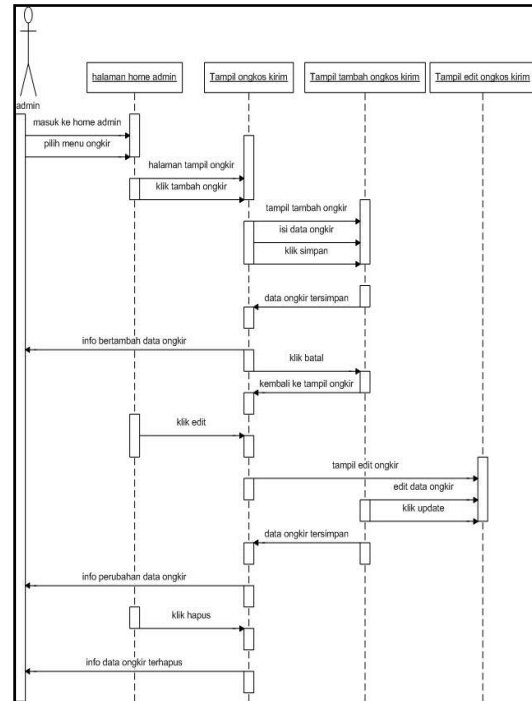 halaman home admin
Tampil ongkos kirim
Tampil tambah ongkos kirim
Tampil edit ongkos kirim
admin
masuk ke home admin
pilih menu ongkir
halaman tampil ongkir
klik tambah ongkir
tampil tambah ongkir
isi data ongkir
klik simpan
data ongkir tersimpan
info bertambah data ongkir
klik batal
kembali ke tampil ongkir
klik edit
tampil edit ongkir
edit data ongkir
klik update
data ongkir tersimpan
info perubahan data ongkir
klik hapus
info data ongkir terhapus